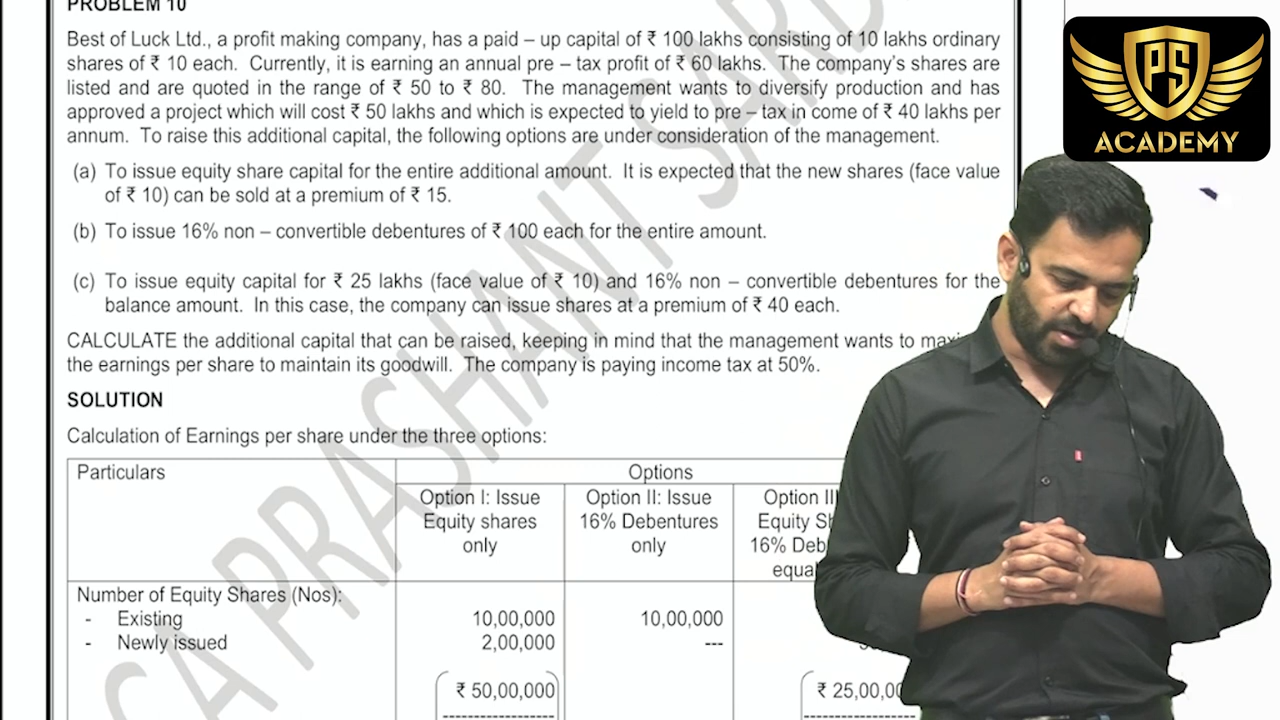 PROBLEM 10
Best of Luck Ltd., a profit making company, has a paid – up capital of ₹ 100 lakhs consisting of 10 lakhs ordinary
shares of ₹ 10 each. Currently, it is earning an annual pre – tax profit of ₹ 60 lakhs. The company's shares are
listed and are quoted in the range of ₹ 50 to ₹ 80. The management wants to diversify production and has
approved a project which will cost ₹ 50 lakhs and which is expected to yield to pre – tax in come of ₹ 40 lakhs per
annum. To raise this additional capital, the following options are under consideration of the management.
(a) To issue equity share capital for the entire additional amount. It is expected that the new shares (face value
of ₹ 10) can be sold at a premium of ₹ 15.
(b) To issue 16% non – convertible debentures of ₹ 100 each for the entire amount.
(c) To issue equity capital for ₹ 25 lakhs (face value of ₹ 10) and 16% non – convertible debentures for the
balance amount. In this case, the company can issue shares at a premium of ₹ 40 each.
CALCULATE the additional capital that can be raised, keeping in mind that the management wants to
the earnings per share to maintain its goodwill. The company is paying income tax at 50%.
SOLUTION
Calculation of Earnings per share under the three options:
Particulars Options
Option I: Issue Equity shares only
Option II: Issue 16% Debentures only
Option III
Equity
16%
Number of Equity Shares (Nos):
- Existing 10,00,000 10,00,000
- Newly issued 2,00,000 ---
₹ 50,00,000 ₹ 25,00,
CA PRASHANT
PS
ACADEMY